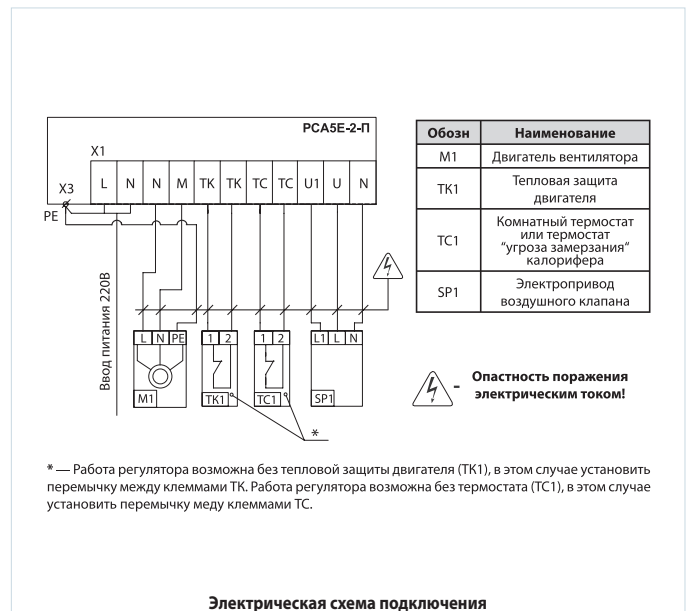 РСА5Е-2-П
X1
X3
L N N M TK TK TC TC U1 U N
PE
Ввод питания 220В
L N PE
1 2
1 2
L1 L N
M1
TK1
TC1
SP1
*
Обозн Наименование
M1 Двигатель вентилятора
TK1 Тепловая защита
двигателя
TC1 Комнатный термостат
или термостат
"угроза замерзания"
калорифера
SP1 Электропривод
воздушного клапана
- Опастность поражения
электрическим током!
* — Работа регулятора возможна без тепловой защиты двигателя (TK1), в этом случае установить
перемычку между клеммами ТК. Работа регулятора возможна без термостата (ТС1), в этом случае
установить перемычку меду клеммами ТС.
Электрическая схема подключения